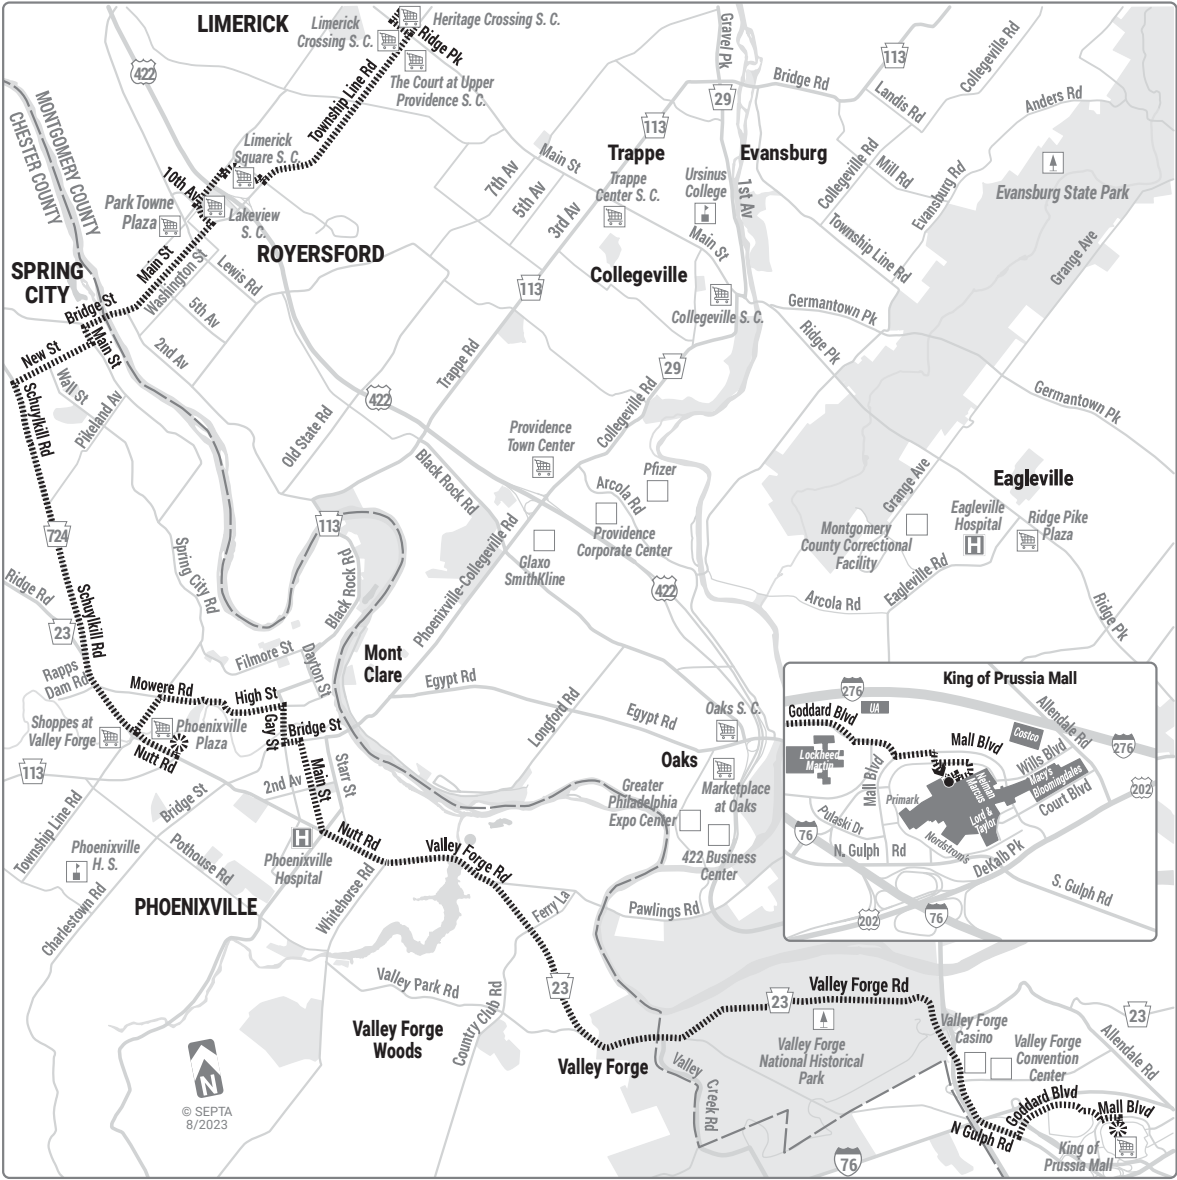 LIMERICK
Limerick
Crossing S. C.
Heritage Crossing S. C.
Ridge Pk
The Court at Upper
Providence S. C.
Township Line Rd
422
MONTGOMERY COUNTY
CHESTER COUNTY
Limerick
Square S. C.
10th Av
Park Towne
Plaza
Lakeview
S. C.
ROYERSFORD
Main St
Washington St
Lewis Rd
5th Av
2nd Av
SPRING
CITY
Bridge St
Main St
New St
Wall St
Pikeland Av
Schuylkill Rd
724
Gravel Pk
29
113
Bridge Rd
113
Landis Rd
Collegeville Rd
Anders Rd
Trappe
Trappe
Center S. C.
Evansburg
Ursinus
College
1st Av
Main St
7th Av
5th Av
3rd Av
Main St
Collegeville Rd
Mill Rd
Evansburg Rd
Evansburg State Park
Township Line Rd
Grange Ave
Collegeville
113
Collegeville S. C.
Germantown Pk
Ridge Pk
29
Trappe Rd
422
Collegeville Rd
Germantown Pk
Old State Rd
Black Rock Rd
Providence
Town Center
Pfizer
Arcola Rd
Providence
Corporate Center
Glaxo
SmithKline
Phoenixville-Collegeville Rd
Grange Ave
Eagleville
Eagleville
Hospital
H
Ridge Pike
Plaza
Montgomery
County Correctional
Facility
Eagleville Rd
Arcola Rd
Ridge Pk
422
113
Black Rock Rd
Spring City Rd
Ridge Rd
23
Schuylkill Rd
Rapps
Dam Rd
Filmore St
Dayton St
Mont
Clare
Egypt Rd
Longford Rd
Egypt Rd
Oaks S. C.
Oaks
Marketplace
at Oaks
Greater
Philadelphia
Expo Center
422 Business
Center
Mowere Rd
High St
Gay St
Bridge St
Shoppes at
Valley Forge
Phoenixville
Plaza
Nutt Rd
113
2nd Av
Main St
Starr St
Bridge St
Township Line Rd
Phoenixville
H. S.
Pothouse Rd
H
Phoenixville
Hospital
Nutt Rd
Valley Forge Rd
Charlestown Rd
PHOENIXVILLE
Whitehorse Rd
Ferry La
Pawlings Rd
Valley Park Rd
Country Club Rd
23
Valley Forge
Woods
Valley Forge
N
© SEPTA
8/2023
23
Valley Forge Rd
Valley Forge
National Historical
Park
Valley
Creek Rd
Valley Forge
Casino
Valley Forge
Convention
Center
23
Allendale Rd
Goddard Blvd
Mall Blvd
N Gulph Rd
King of
Prussia Mall
76
King of Prussia Mall
276
UA
Goddard Blvd
Lockheed
Martin
Mall Blvd
Mall Blvd
Costco
Allendale Rd
276
Wills Blvd
Macy's
Bloomingdales
202
Court Blvd
Neiman
Marcus
Lord &
Taylor
Primark
Nordstrom's
Pulaski Dr
76
N. Gulph Rd
DeKalb Pk
S. Gulph Rd
202
76